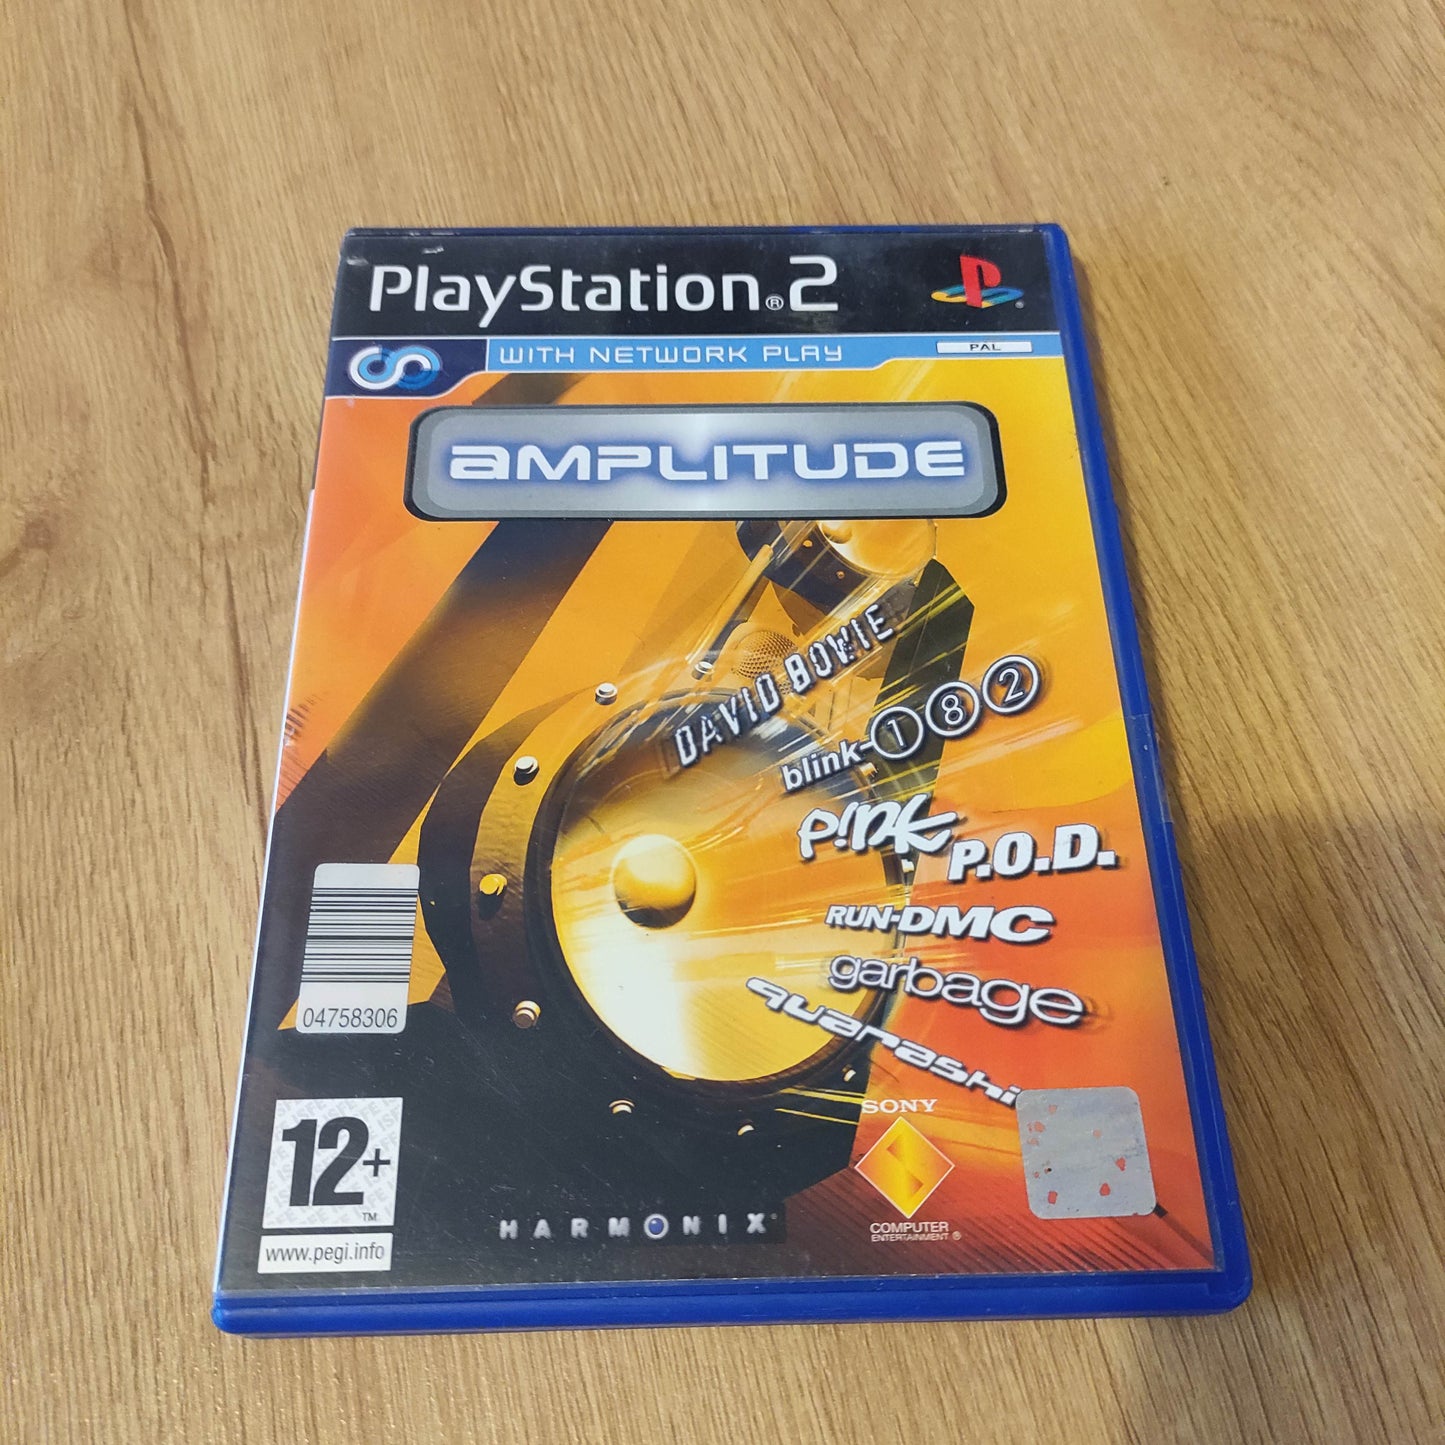 PlayStation®2
WITH NETWORK PLAY
PAL
aMPLITUDE
DAVID BOWIE
blink-182
P!nk
P.O.D.
RUN-DMC
garbage
quarashi
04758306
12+
TM
www.pegi.info
HARMONIX
SONY
COMPUTER
ENTERTAINMENT®